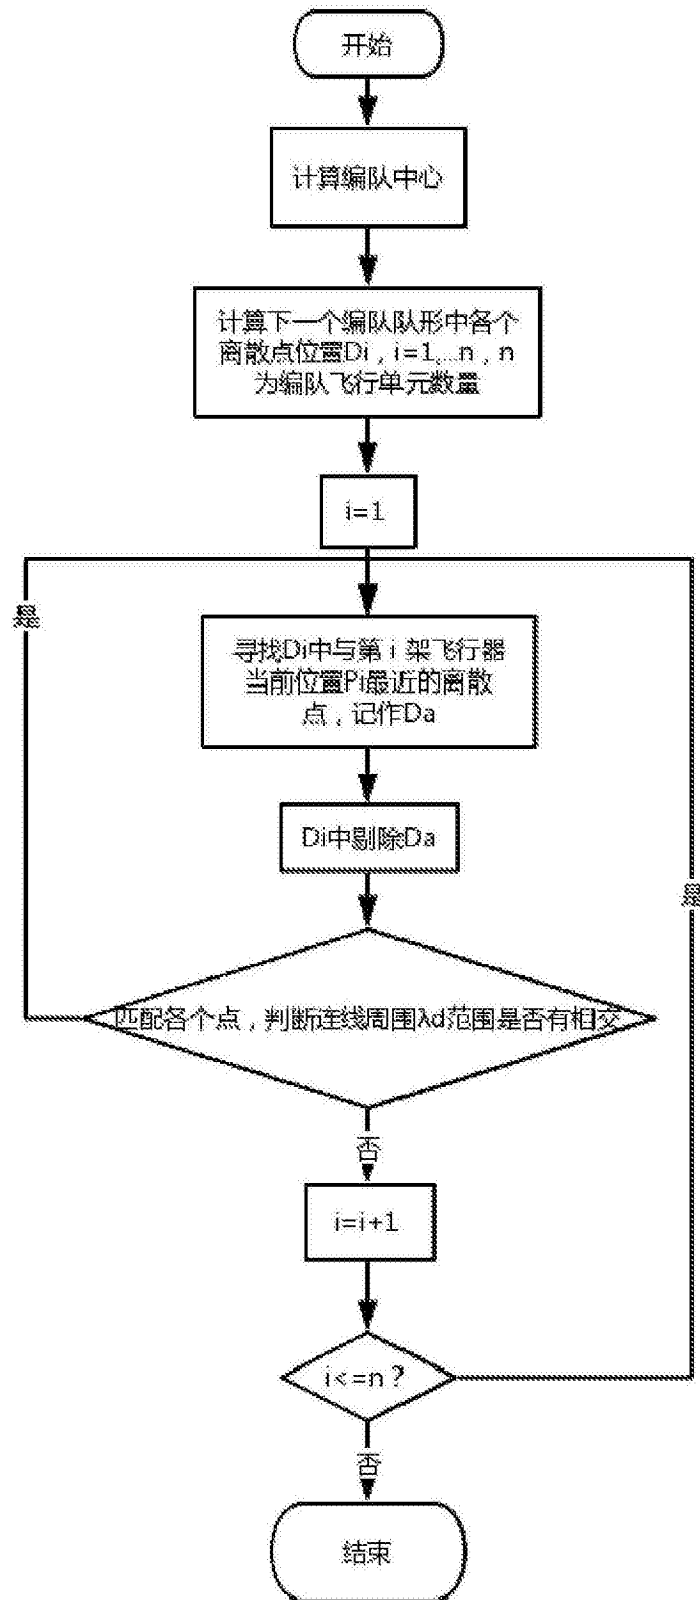 开始
计算编队中心
计算下一个编队队形中各个
离散点位置Di，i=1,...n，n
为编队飞行单元数量
i=1
是
寻找Di中与第 i 架飞行器
当前位置Pi最近的离散
点，记作Da
Di中剔除Da
是
匹配各个点，判断连线周围λd范围是否有相交
否
i=i+1
i<=n？
否
结束